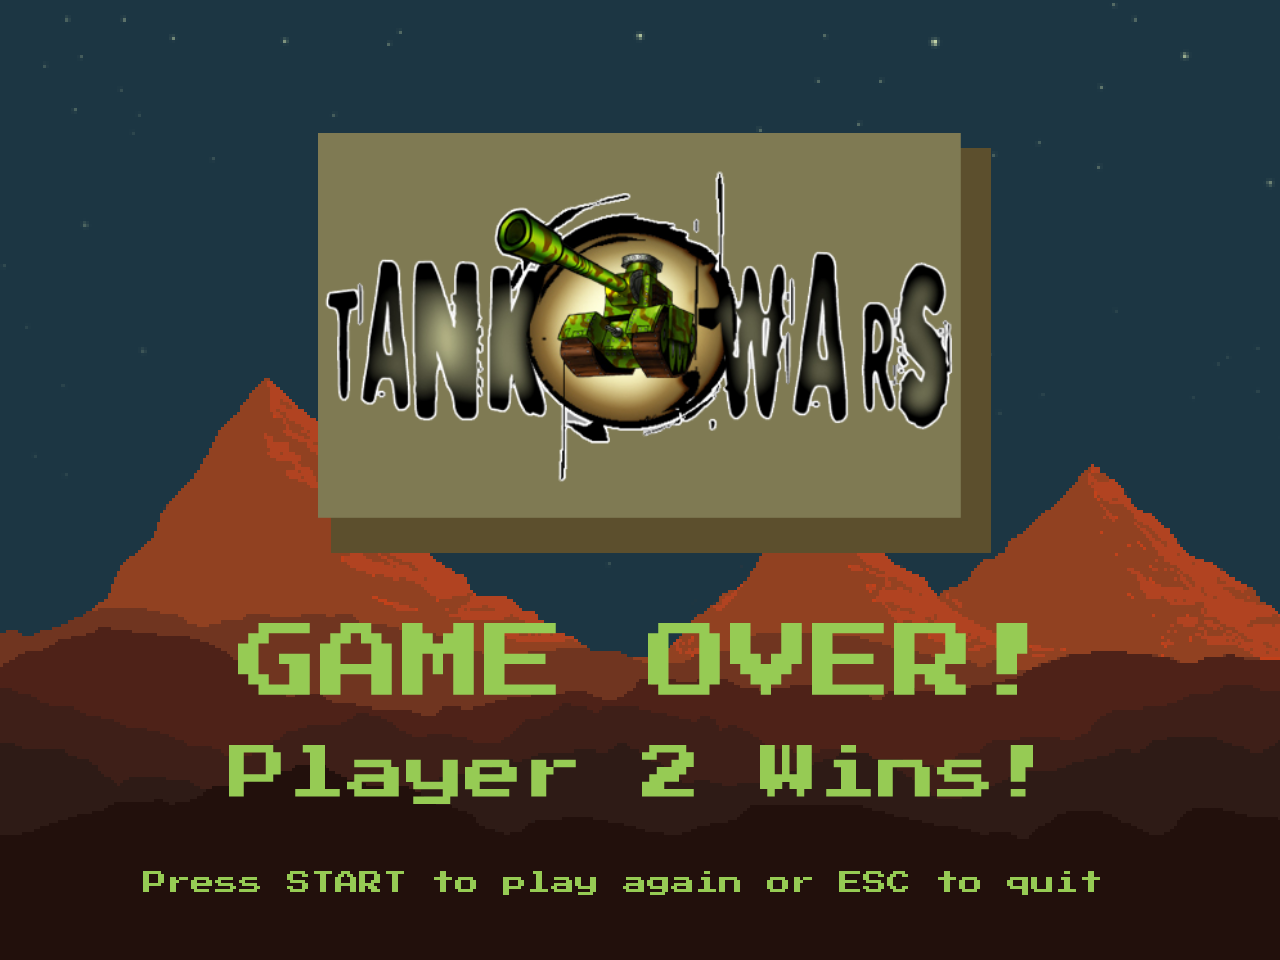 TANK WARS
GAME OVER!
Player 2 Wins!
Press START to play again or ESC to quit